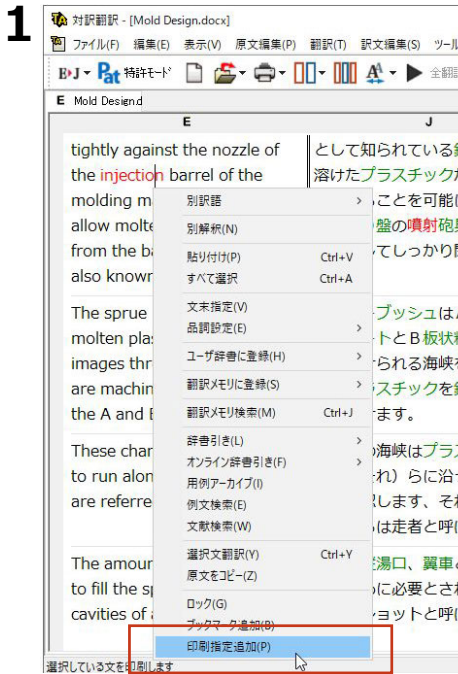 1
対訳翻訳 - [Mold Design.docx]
ファイル(F) 編集(E) 表示(V) 原文編集(P) 翻訳(T) 訳文編集(S) ツール
E›J Pat 特許モード 全翻訳
E Mold Design.d
E J
tightly against the nozzle of
the injection barrel of the
molding
allow
from the
also
The sprue
molten
images
are
the A and
These
to run
are
The
to fill the
cavities of
別訳語
別解釈(N)
貼り付け(P) Ctrl+V
すべて選択 Ctrl+A
文末指定(V)
品詞設定(E)
ユーザ辞書に登録(H)
翻訳メモリに登録(S)
翻訳メモリ検索(M) Ctrl+J
辞書引き(L)
オンライン辞書引き(F)
用例アーカイブ(I)
例文検索(E)
文献検索(W)
選択文翻訳(Y) Ctrl+Y
原文をコピー(Z)
ロック(G)
ブックマーク追加(B)
印刷指定追加(P)
として知られている
溶けたプラスチック
ことを可能
盤の噴射砲
てしっかり
ブッシュは
トとB板状
られる海峡
スチックを
ます。
海峡はプラ
れ）らに沿
します、そ
は走者と呼
湯口、翼車
に必要とさ
ョットと呼
選択している文を印刷します